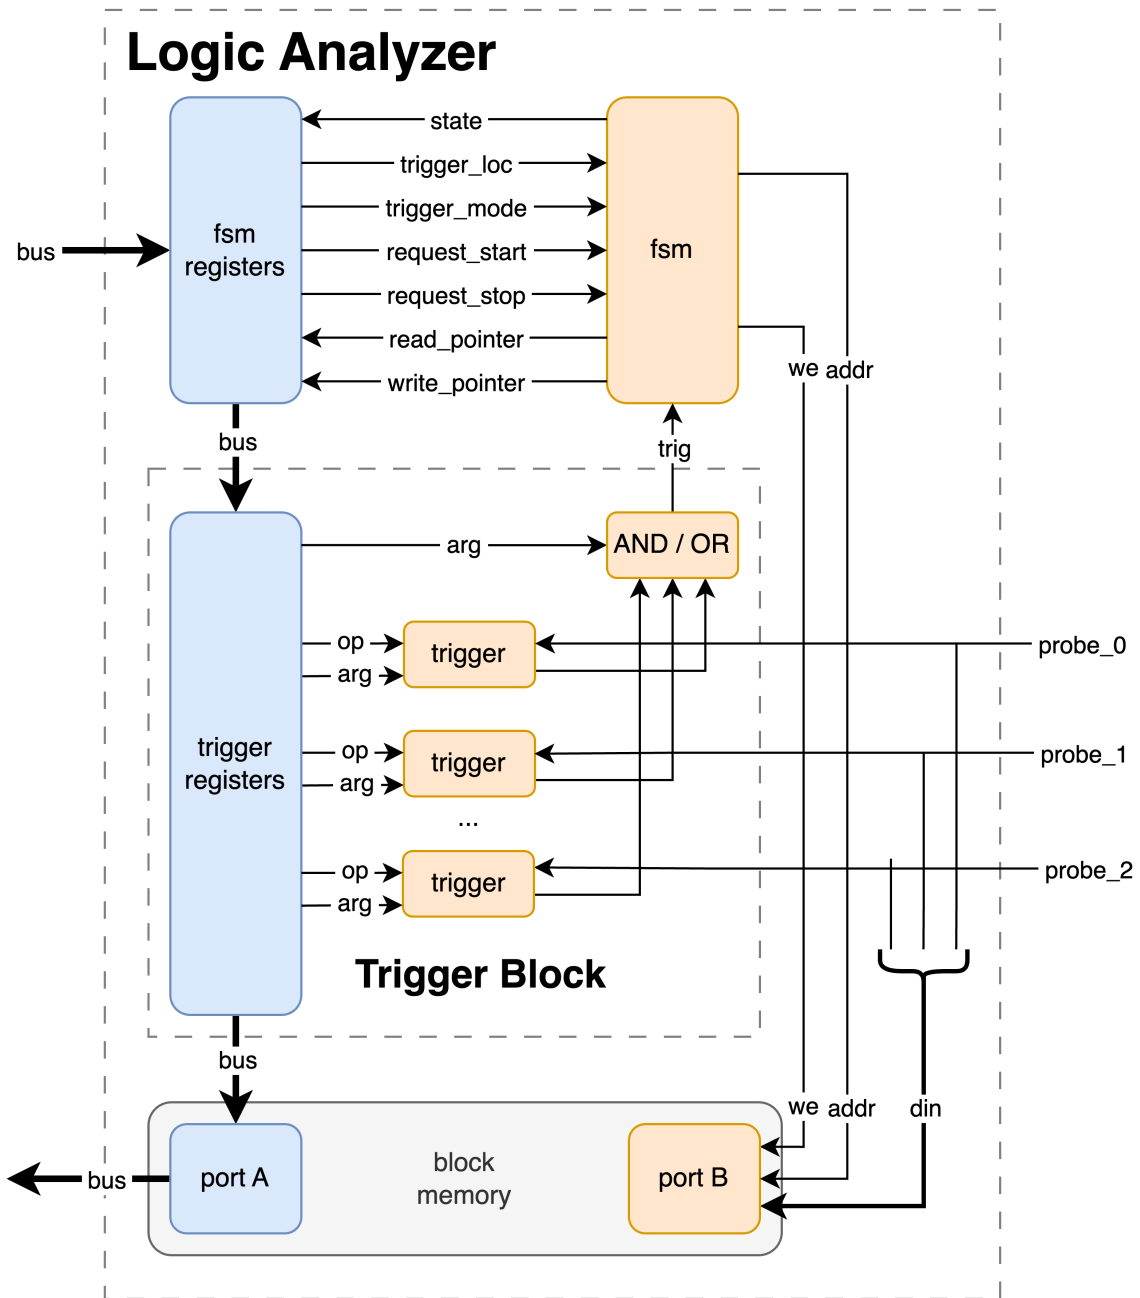 Logic Analyzer
state
trigger_loc
trigger_mode
request_start
request_stop
read_pointer
write_pointer
bus
fsm
registers
fsm
we
addr
bus
trig
arg
AND / OR
op
arg
trigger
probe_0
trigger
registers
op
arg
trigger
probe_1
...
op
arg
trigger
probe_2
Trigger Block
bus
we
addr
din
bus
port A
block
memory
port B